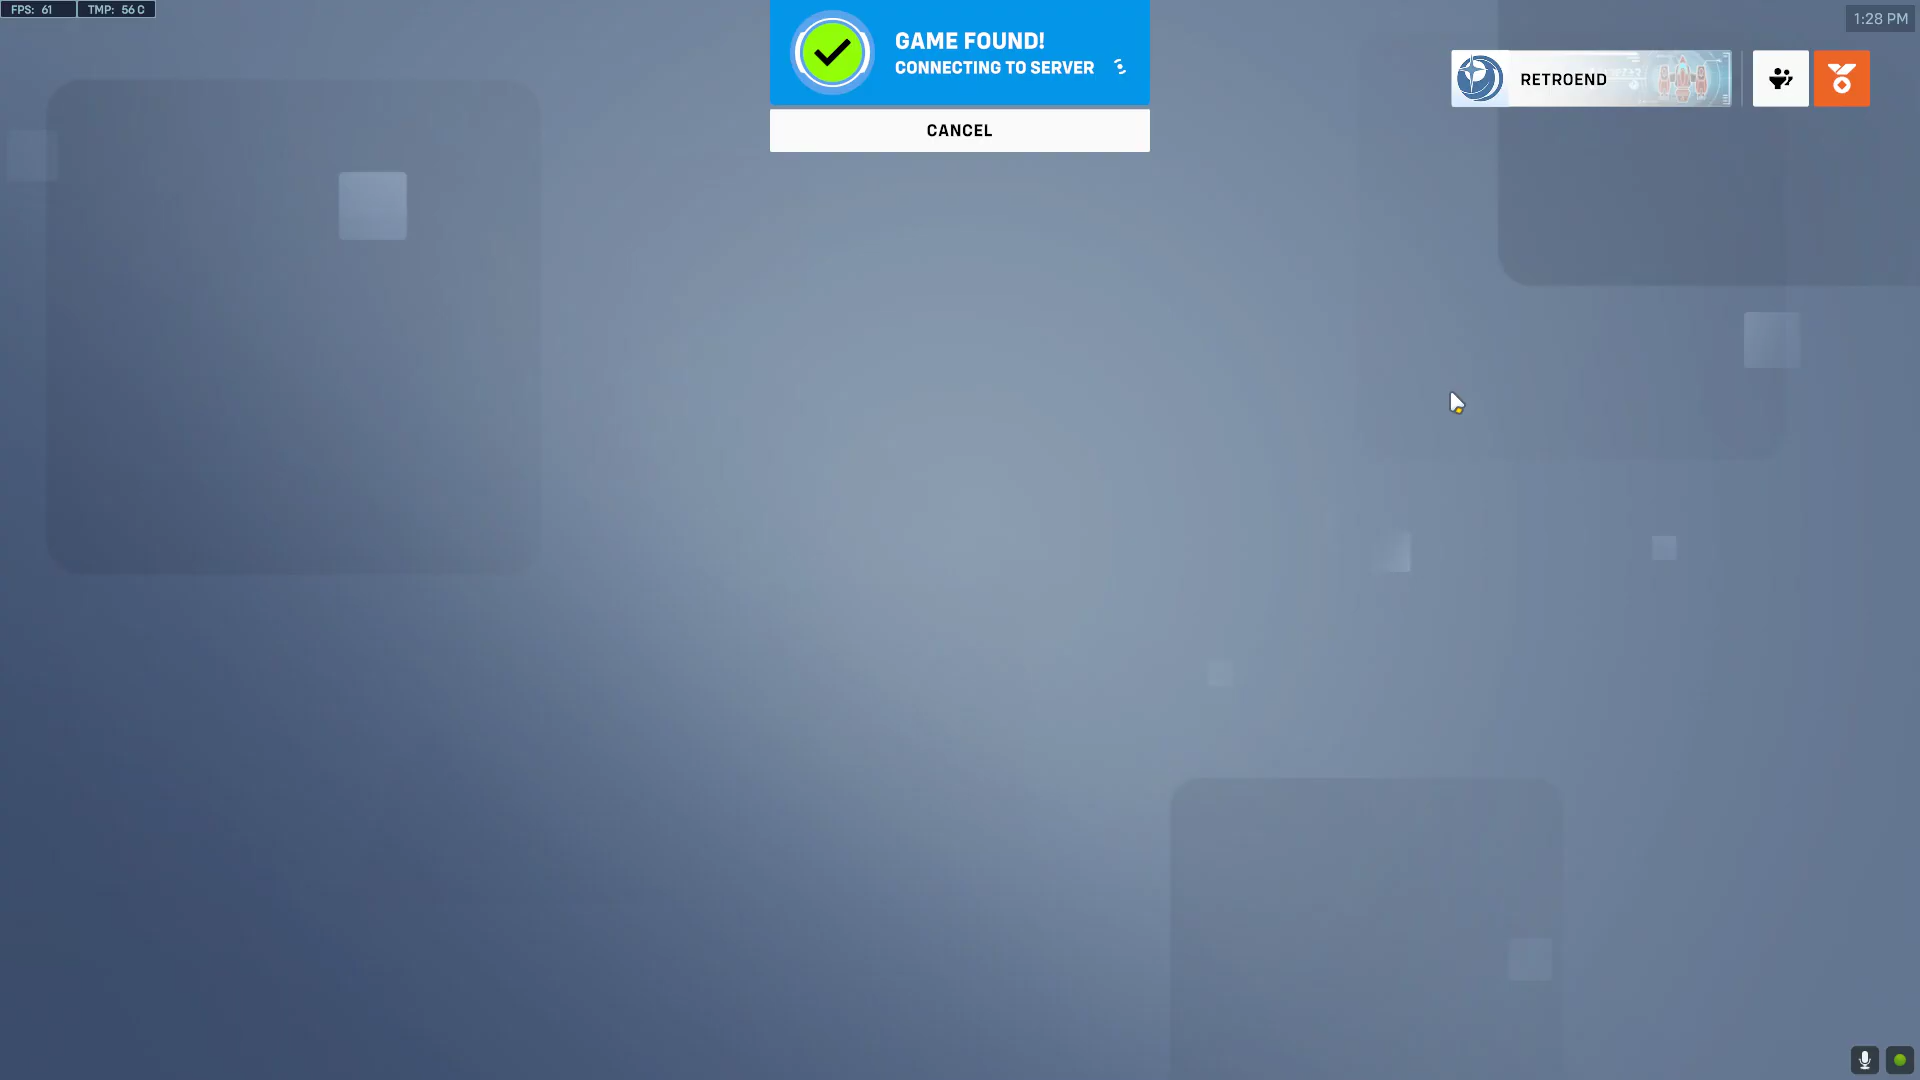 FPS: 61 TMP: 56 C
GAME FOUND!
CONNECTING TO SERVER
CANCEL
1:28 PM
RETROEND